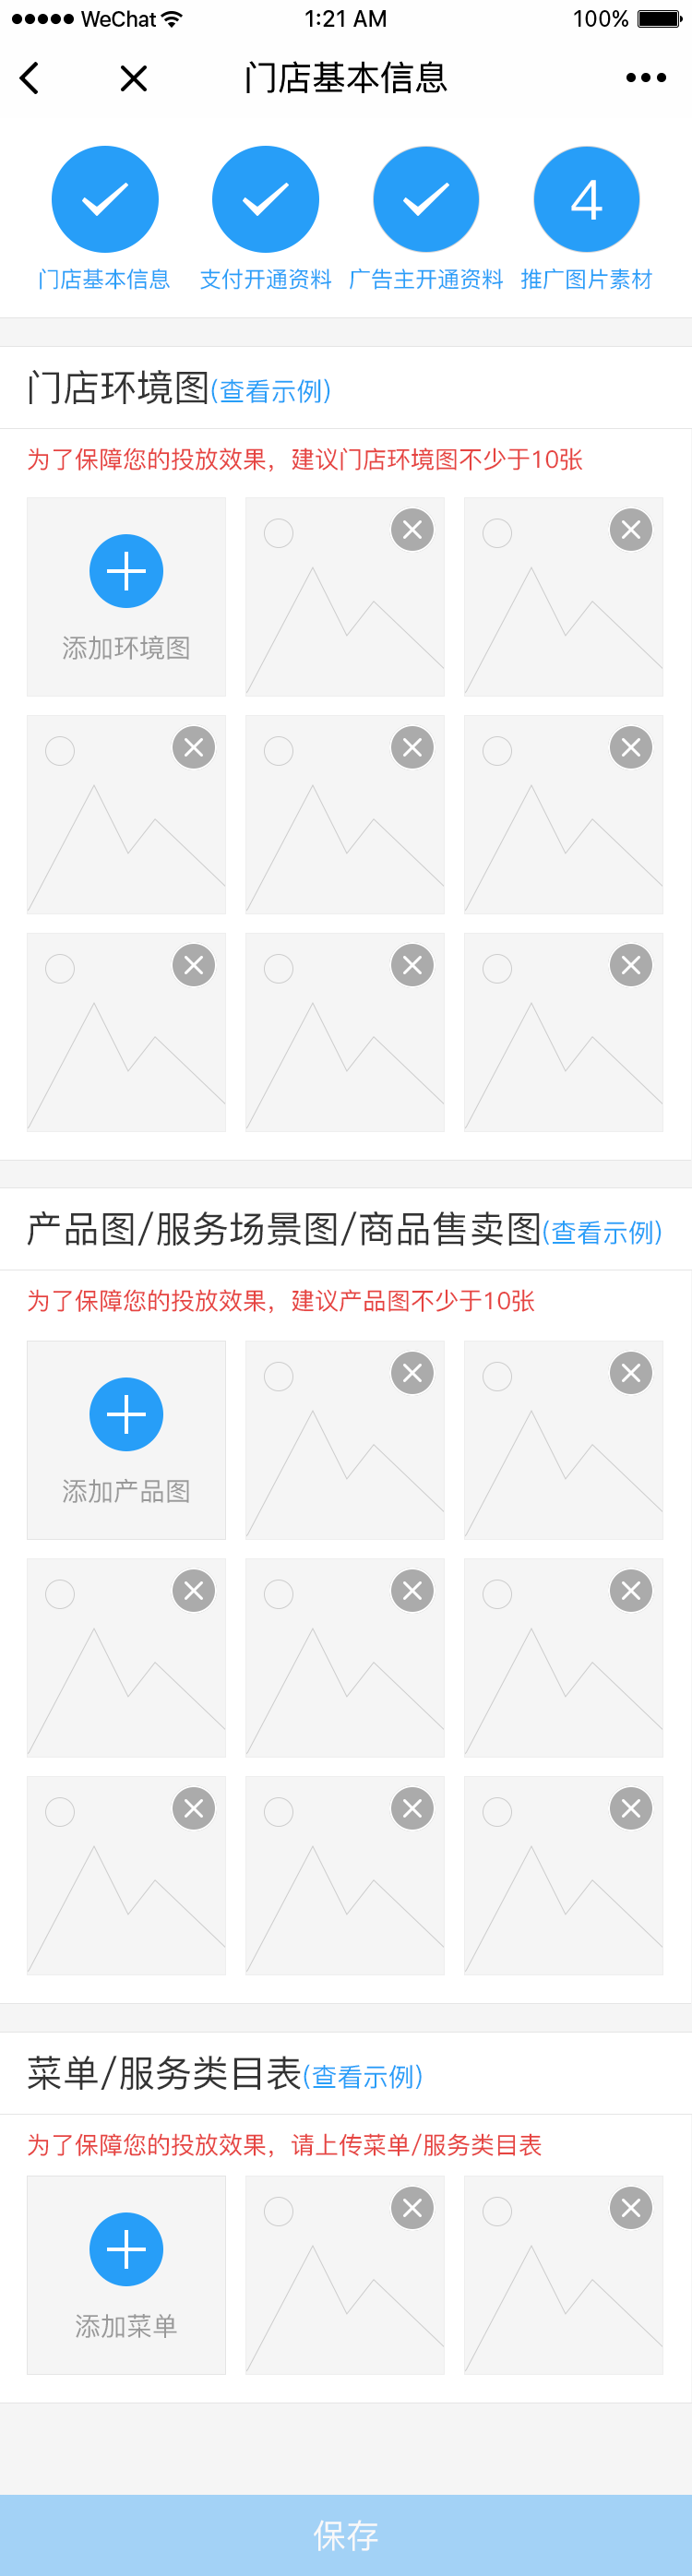 WeChat 1:21 AM 100%
门店基本信息
4
门店基本信息 支付开通资料 广告主开通资料 推广图片素材
门店环境图(查看示例)
为了保障您的投放效果，建议门店环境图不少于10张
添加环境图
产品图/服务场景图/商品售卖图(查看示例)
为了保障您的投放效果，建议产品图不少于10张
添加产品图
菜单/服务类目表(查看示例)
为了保障您的投放效果，请上传菜单/服务类目表
添加菜单
保存